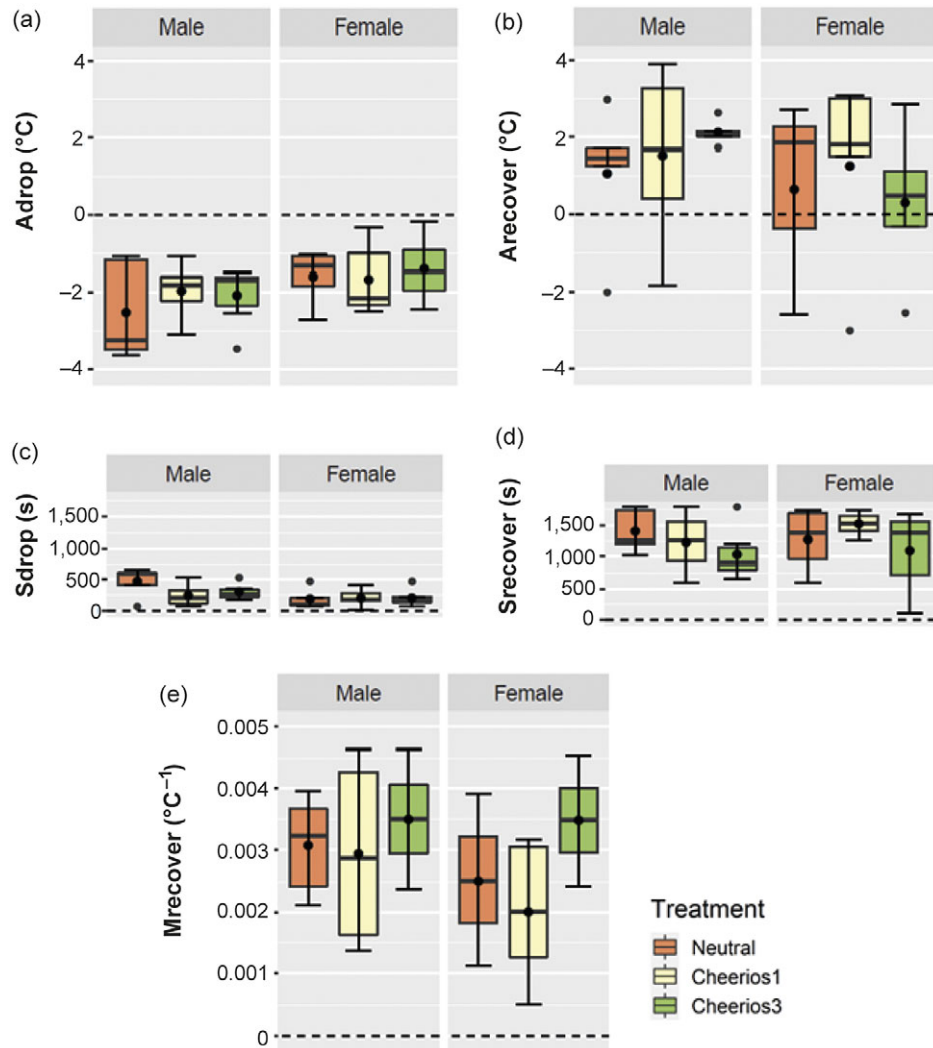 (a)
Male Female
Adrop (°C)
4
2
0
–2
–4
(b)
Male Female
Arecover (°C)
4
2
0
–2
–4
(c)
Male Female
Sdrop (s)
1,500
1,000
500
0
(d)
Male Female
Srecover (s)
1,500
1,000
500
0
(e)
Male Female
Mrecover (°C⁻¹)
0.005
0.004
0.003
0.002
0.001
0
Treatment
Neutral
Cheerios1
Cheerios3